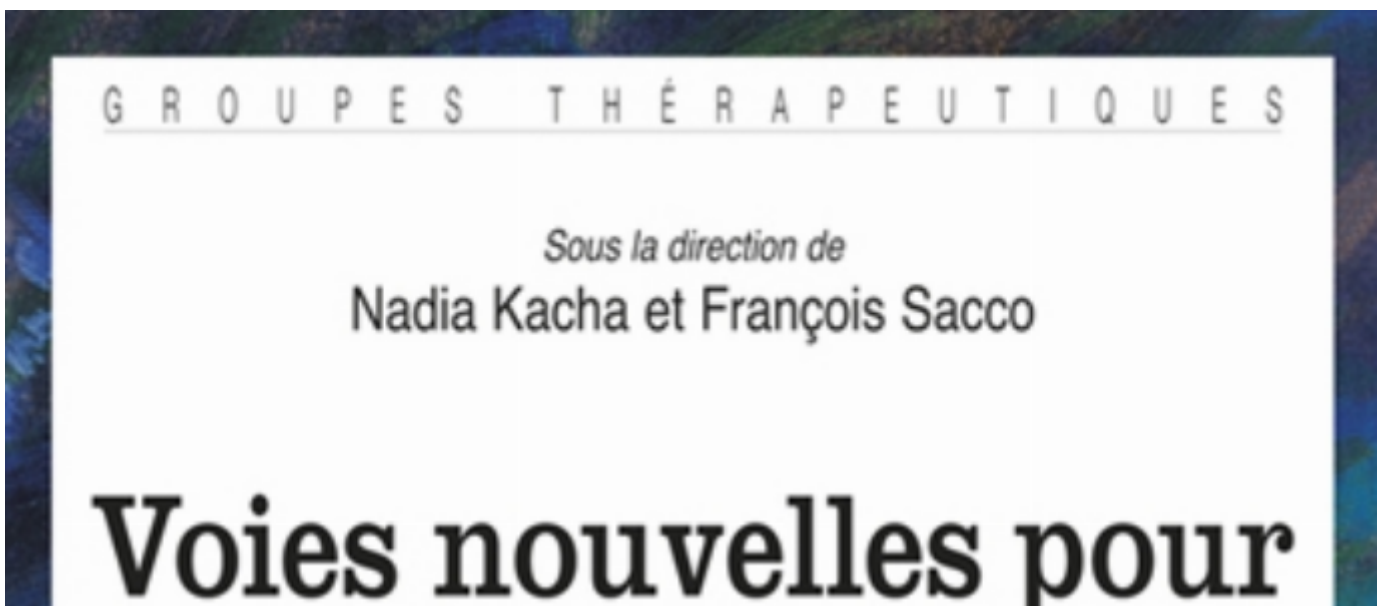 GROUPES THÉRAPEUTIQUES
Sous la direction de
Nadia Kacha et François Sacco
Voies nouvelles pour